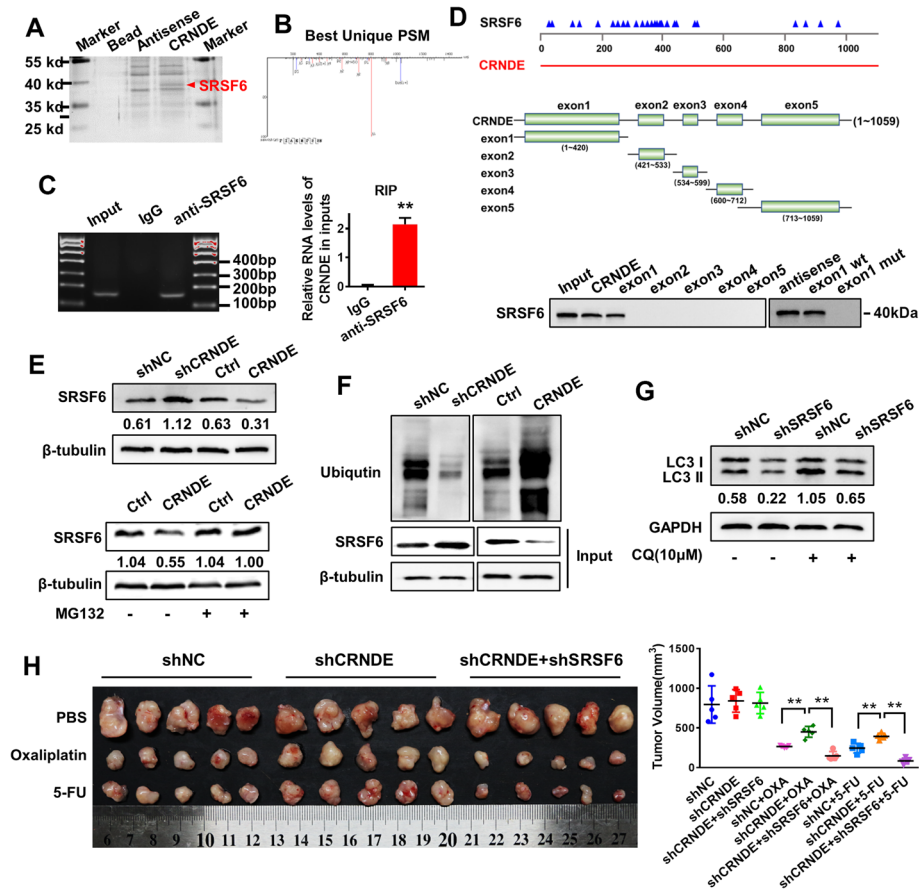 A
Marker
Bead
Antisense
CRNDE
Marker
55 kd
40 kd
35 kd
25 kd
SRSF6
B
Best Unique PSM
C
Input
IgG
anti-SRSF6
400bp
300bp
200bp
100bp
RIP
Relative RNA levels of
CRNDE in inputs
2
1
0
**
IgG
anti-SRSF6
D
SRSF6
0 200 400 600 800 1000
CRNDE
exon1 exon2 exon3 exon4 exon5
CRNDE (1~1059)
exon1
(1~420)
exon2
(421~533)
exon3
(534~599)
exon4
(600~712)
exon5
(713~1059)
Input
CRNDE
exon1
exon2
exon3
exon4
exon5
antisense
exon1 wt
exon1 mut
SRSF6
40kDa
E
shNC
shCRNDE
Ctrl
CRNDE
SRSF6
0.61 1.12 0.63 0.31
β-tubulin
Ctrl
CRNDE
Ctrl
CRNDE
SRSF6
1.04 0.55 1.04 1.00
β-tubulin
MG132 - - + +
F
shNC
shCRNDE
Ctrl
CRNDE
Ubiqutin
SRSF6
β-tubulin
Input
G
shNC
shSRSF6
shNC
shSRSF6
LC3 I
LC3 II
0.58 0.22 1.05 0.65
GAPDH
CQ(10μM) - - + +
H
shNC
shCRNDE
shCRNDE+shSRSF6
PBS
Oxaliplatin
5-FU
6 7 8 9 10 11 12 13 14 15 16 17 18 19 20 21 22 23 24 25 26 27
Tumor Volume(mm³)
1500
1000
500
0
** ** ** **
shNC
shCRNDE
shCRNDE+shSRSF6
shNC+OXA
shCRNDE+OXA
shCRNDE+shSRSF6+OXA
shNC+5-FU
shCRNDE+5-FU
shCRNDE+shSRSF6+5-FU